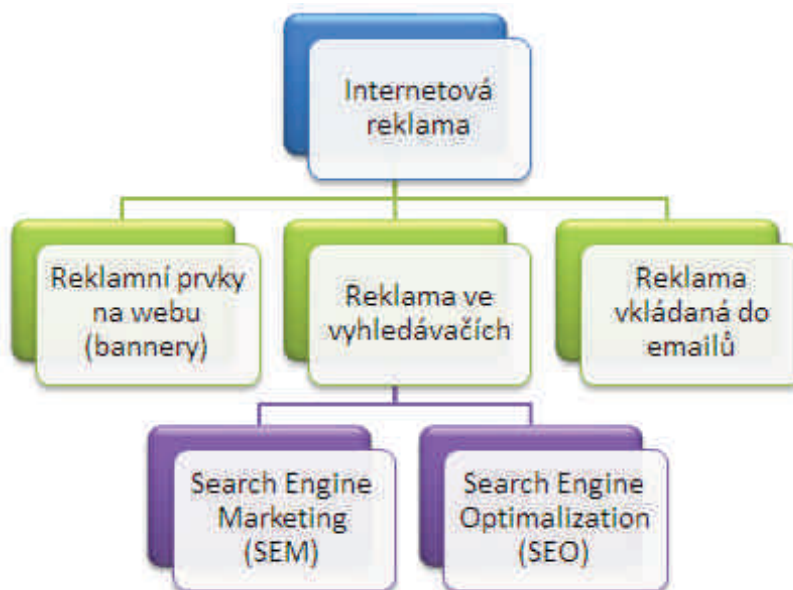 Internetová
reklama
Reklamní prvky
na webu
(bannery)
Reklama ve
vyhledávačích
Reklama
vkládaná do
emailů
Search Engine
Marketing
(SEM)
Search Engine
Optimalization
(SEO)